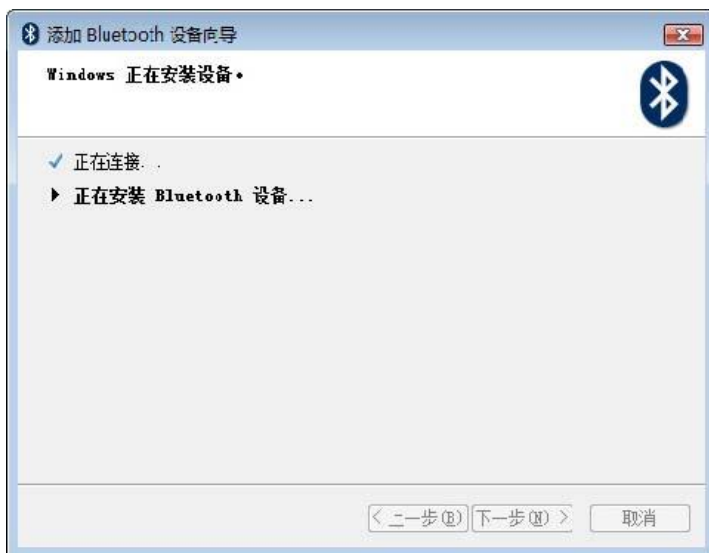 添加 Bluetooth 设备向导
Windows 正在安装设备。
正在连接...
正在安装 Bluetooth 设备...
< 上一步(B) 下一步(N) > 取消